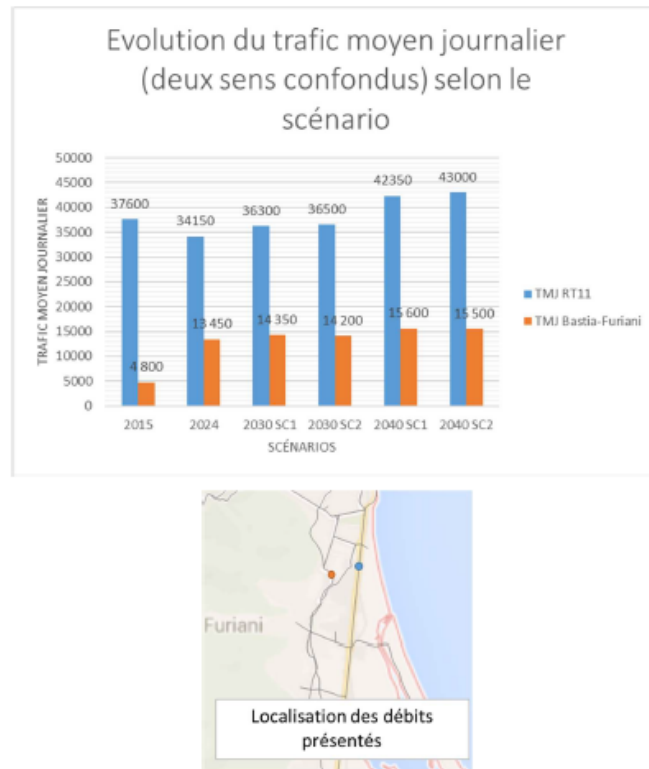 Evolution du trafic moyen journalier
(deux sens confondus) selon le
scénario
TRAFIC MOYEN JOURNALIER
50000
45000
40000
35000
30000
25000
20000
15000
10000
5000
0
37600
34150
36300
36500
42350
43000
4 800
13 450
14 350
14 200
15 600
15 500
2015
2024
2030 SC1
2030 SC2
2040 SC1
2040 SC2
SCÉNARIOS
TMJ RT11
TMJ Bastia-Furiani
Furiani
Localisation des débits
présentés